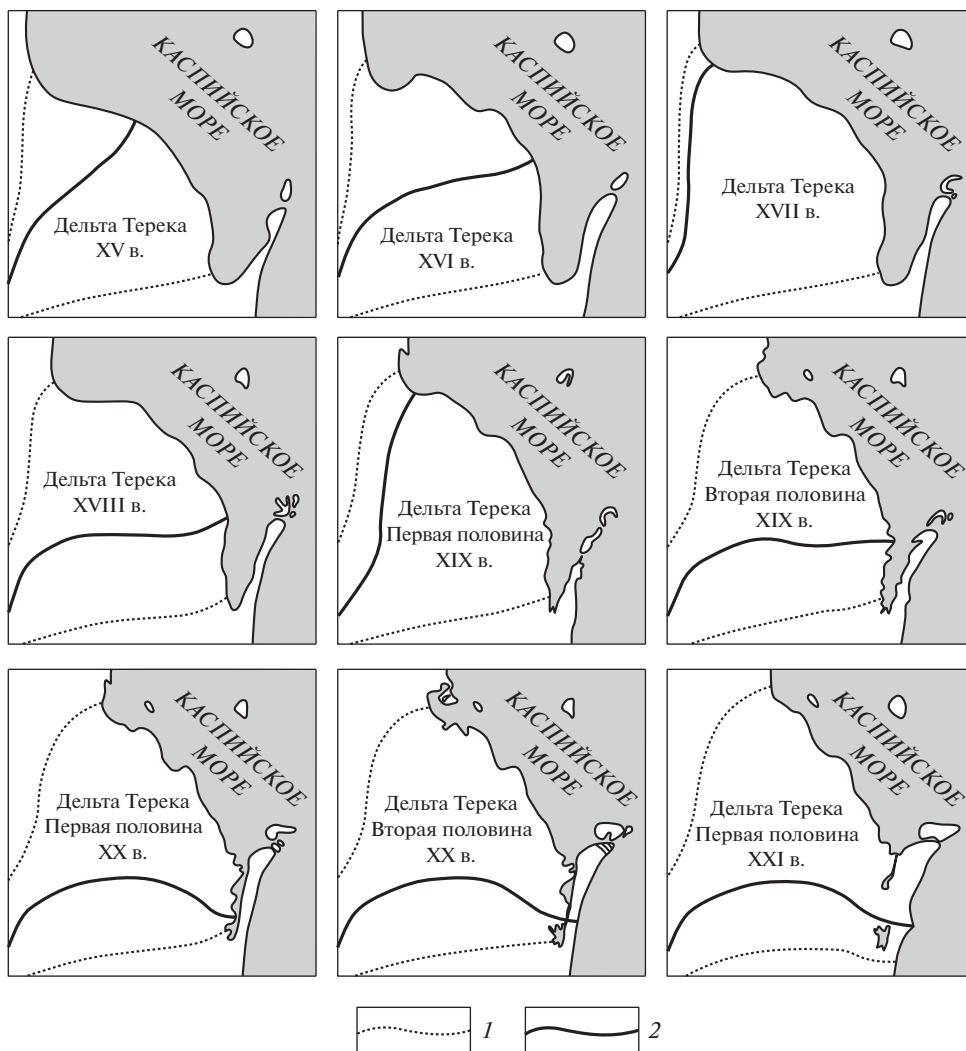 КАСПИЙСКОЕ
МОРЕ
Дельта Терека
XV в.
КАСПИЙСКОЕ
МОРЕ
Дельта Терека
XVI в.
КАСПИЙСКОЕ
МОРЕ
Дельта Терека
XVII в.
КАСПИЙСКОЕ
МОРЕ
Дельта Терека
XVIII в.
КАСПИЙСКОЕ
МОРЕ
Дельта Терека
Первая половина
XIX в.
КАСПИЙСКОЕ
МОРЕ
Дельта Терека
Вторая половина
XIX в.
КАСПИЙСКОЕ
МОРЕ
Дельта Терека
Первая половина
XX в.
КАСПИЙСКОЕ
МОРЕ
Дельта Терека
Вторая половина
XX в.
КАСПИЙСКОЕ
МОРЕ
Дельта Терека
Первая половина
XXI в.
1
2